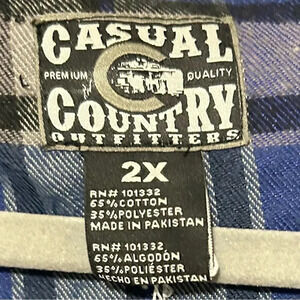 CASUAL
PREMIUM QUALITY
COUNTRY
OUTFITTERS
2X
RN# 101332
65% COTTON
35% POLYESTER
MADE IN PAKISTAN
RN# 101332
65% ALGODÓN
35% POLIÉSTER
HECHO EN PAKISTÁN